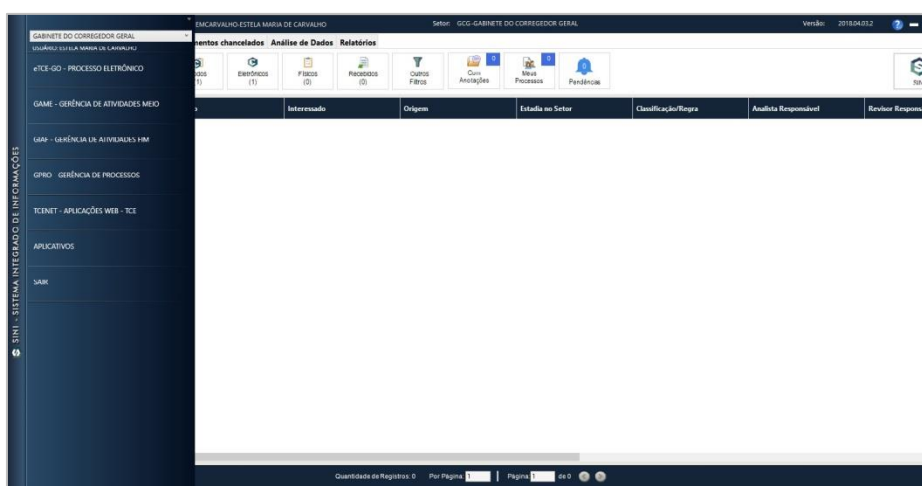 EMCARVALHO-ESTELA MARIA DE CARVALHO Setor: GCG-GABINETE DO CORREGEDOR GERAL Versão: 2018.04.03.2
GABINETE DO CORREGEDOR GERAL
USUÁRIO: ESTELA MARIA DE CARVALHO
mentos chancelados Análise de Dados Relatórios
eTCE-GO - PROCESSO ELETRÔNICO
GAME - GERÊNCIA DE ATIVIDADES MEIO
GIAF - GERÊNCIA DE ATIVIDADES FIM
GPRO GERÊNCIA DE PROCESSOS
TCENET - APLICAÇÕES WEB - TCE
APLICATIVOS
SAIR
SINI - SISTEMA INTEGRADO DE INFORMAÇÕES
Eletrônicos (1)
Físicos (0)
Recebidos (0)
Outros Filtros
Com Anotações 0
Meus Processos 0
Pendências 0
Interessado Origem Estadia no Setor Classificação/Regra Analista Responsável Revisor Respons
Quantidade de Registros: 0 Por Página: 1 Página: 1 de 0